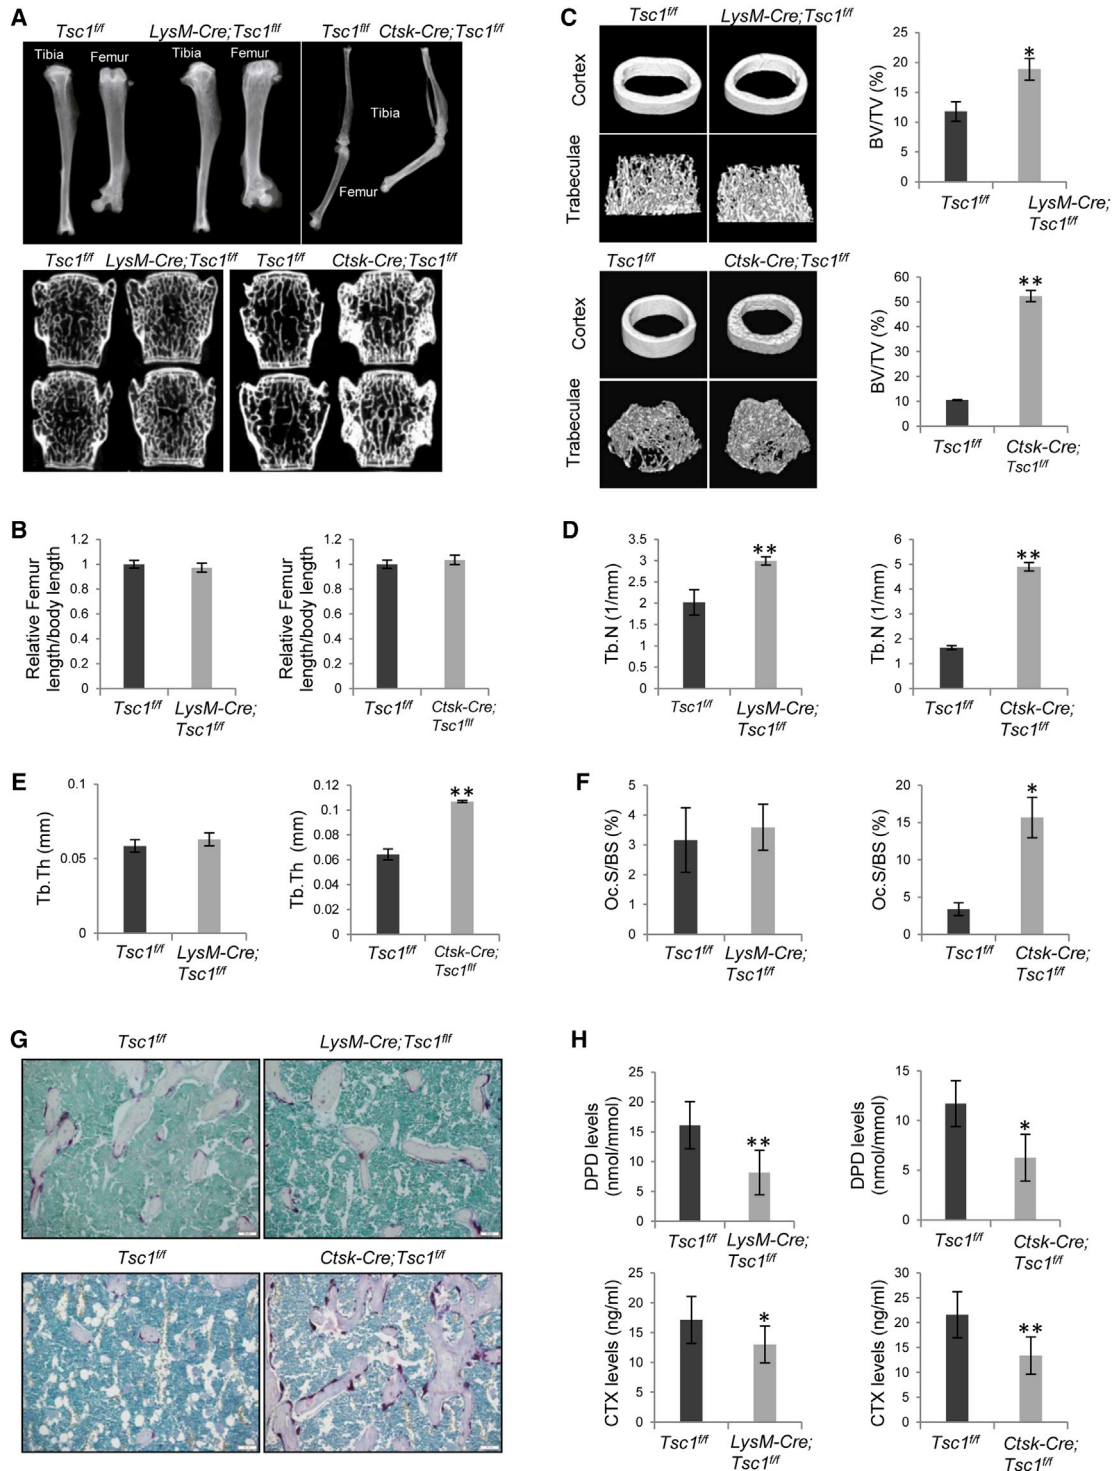 A
Tsc1f/f LysM-Cre;Tsc1f/f Tsc1f/f Ctsk-Cre;Tsc1f/f
Tibia Femur Tibia Femur
Tibia
Femur
Tsc1f/f LysM-Cre;Tsc1f/f Tsc1f/f Ctsk-Cre;Tsc1f/f
C
Tsc1f/f LysM-Cre;Tsc1f/f
Cortex
Trabeculae
BV/TV (%)
25
20
15
10
5
0
*
Tsc1f/f LysM-Cre;
Tsc1f/f
Tsc1f/f Ctsk-Cre;Tsc1f/f
Cortex
Trabeculae
BV/TV (%)
60
50
40
30
20
10
0
**
Tsc1f/f Ctsk-Cre;
Tsc1f/f
B
Relative Femur
length/body length
1.2
1
0.8
0.6
0.4
0.2
0
Tsc1f/f LysM-Cre;
Tsc1f/f
Relative Femur
length/body length
1.2
1
0.8
0.6
0.4
0.2
0
Tsc1f/f Ctsk-Cre;
Tsc1f/f
D
Tb.N (1/mm)
3.5
3
2.5
2
1.5
1
0.5
0
**
Tsc1f/f LysM-Cre;
Tsc1f/f
Tb.N (1/mm)
6
5
4
3
2
1
0
**
Tsc1f/f Ctsk-Cre;
Tsc1f/f
E
Tb.Th (mm)
0.1
0.05
0
Tsc1f/f LysM-Cre;
Tsc1f/f
Tb.Th (mm)
0.12
0.1
0.08
0.06
0.04
0.02
0
**
Tsc1f/f Ctsk-Cre;
Tsc1f/f
F
Oc.S/BS (%)
5
4
3
2
1
0
Tsc1f/f LysM-Cre;
Tsc1f/f
Oc.S/BS (%)
20
15
10
5
0
*
Tsc1f/f Ctsk-Cre;
Tsc1f/f
G
Tsc1f/f LysM-Cre;Tsc1f/f
Tsc1f/f Ctsk-Cre;Tsc1f/f
H
DPD levels
(nmol/mmol)
25
20
15
10
5
0
**
Tsc1f/f LysM-Cre;
Tsc1f/f
DPD levels
(nmol/mmol)
15
10
5
0
*
Tsc1f/f Ctsk-Cre;
Tsc1f/f
CTX levels (ng/ml)
25
20
15
10
5
0
*
Tsc1f/f LysM-Cre;
Tsc1f/f
CTX levels (ng/ml)
30
25
20
15
10
5
0
**
Tsc1f/f Ctsk-Cre;
Tsc1f/f